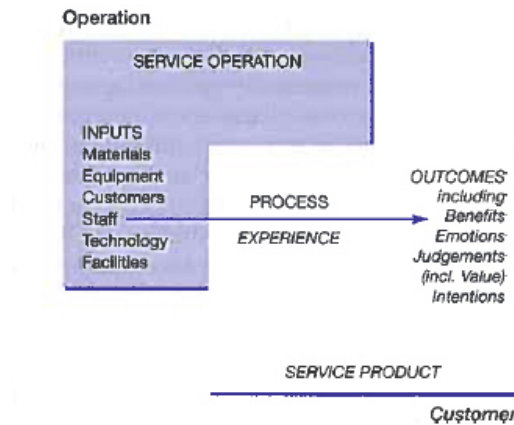 Operation
SERVICE OPERATION
INPUTS
Materials
Equipment
Customers
Staff
Technology
Facilities
PROCESS
EXPERIENCE
OUTCOMES
including
Benefits
Emotions
Judgements
(incl. Value)
Intentions
SERVICE PRODUCT
Customer